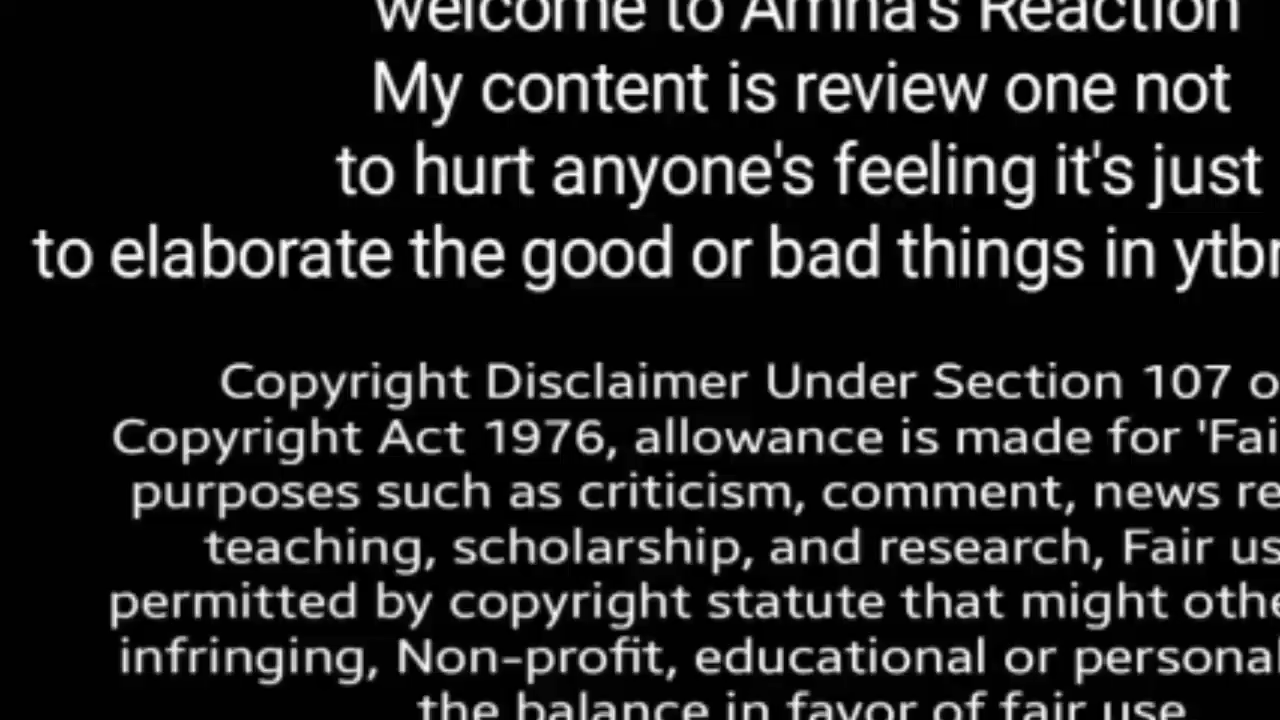 welcome to Amna's Reaction
My content is review one not
to hurt anyone's feeling it's just
to elaborate the good or bad things in
Copyright Disclaimer Under Section 107
Copyright Act 1976, allowance is made for
purposes such as criticism, comment, news
teaching, scholarship, and research, Fair
permitted by copyright statute that might
infringing, Non-profit, educational or personal
the balance in favor of fair use